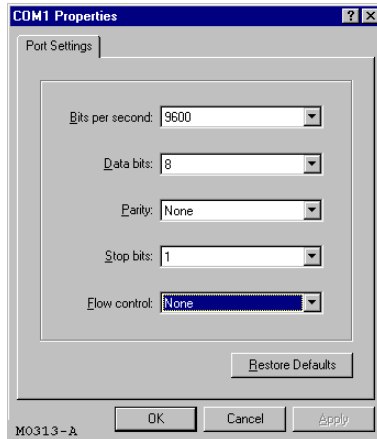 COM1 Properties
Port Settings
Bits per second: 9600
Data bits: 8
Parity: None
Stop bits: 1
Flow control: None
Restore Defaults
OK Cancel Apply
M0313-A